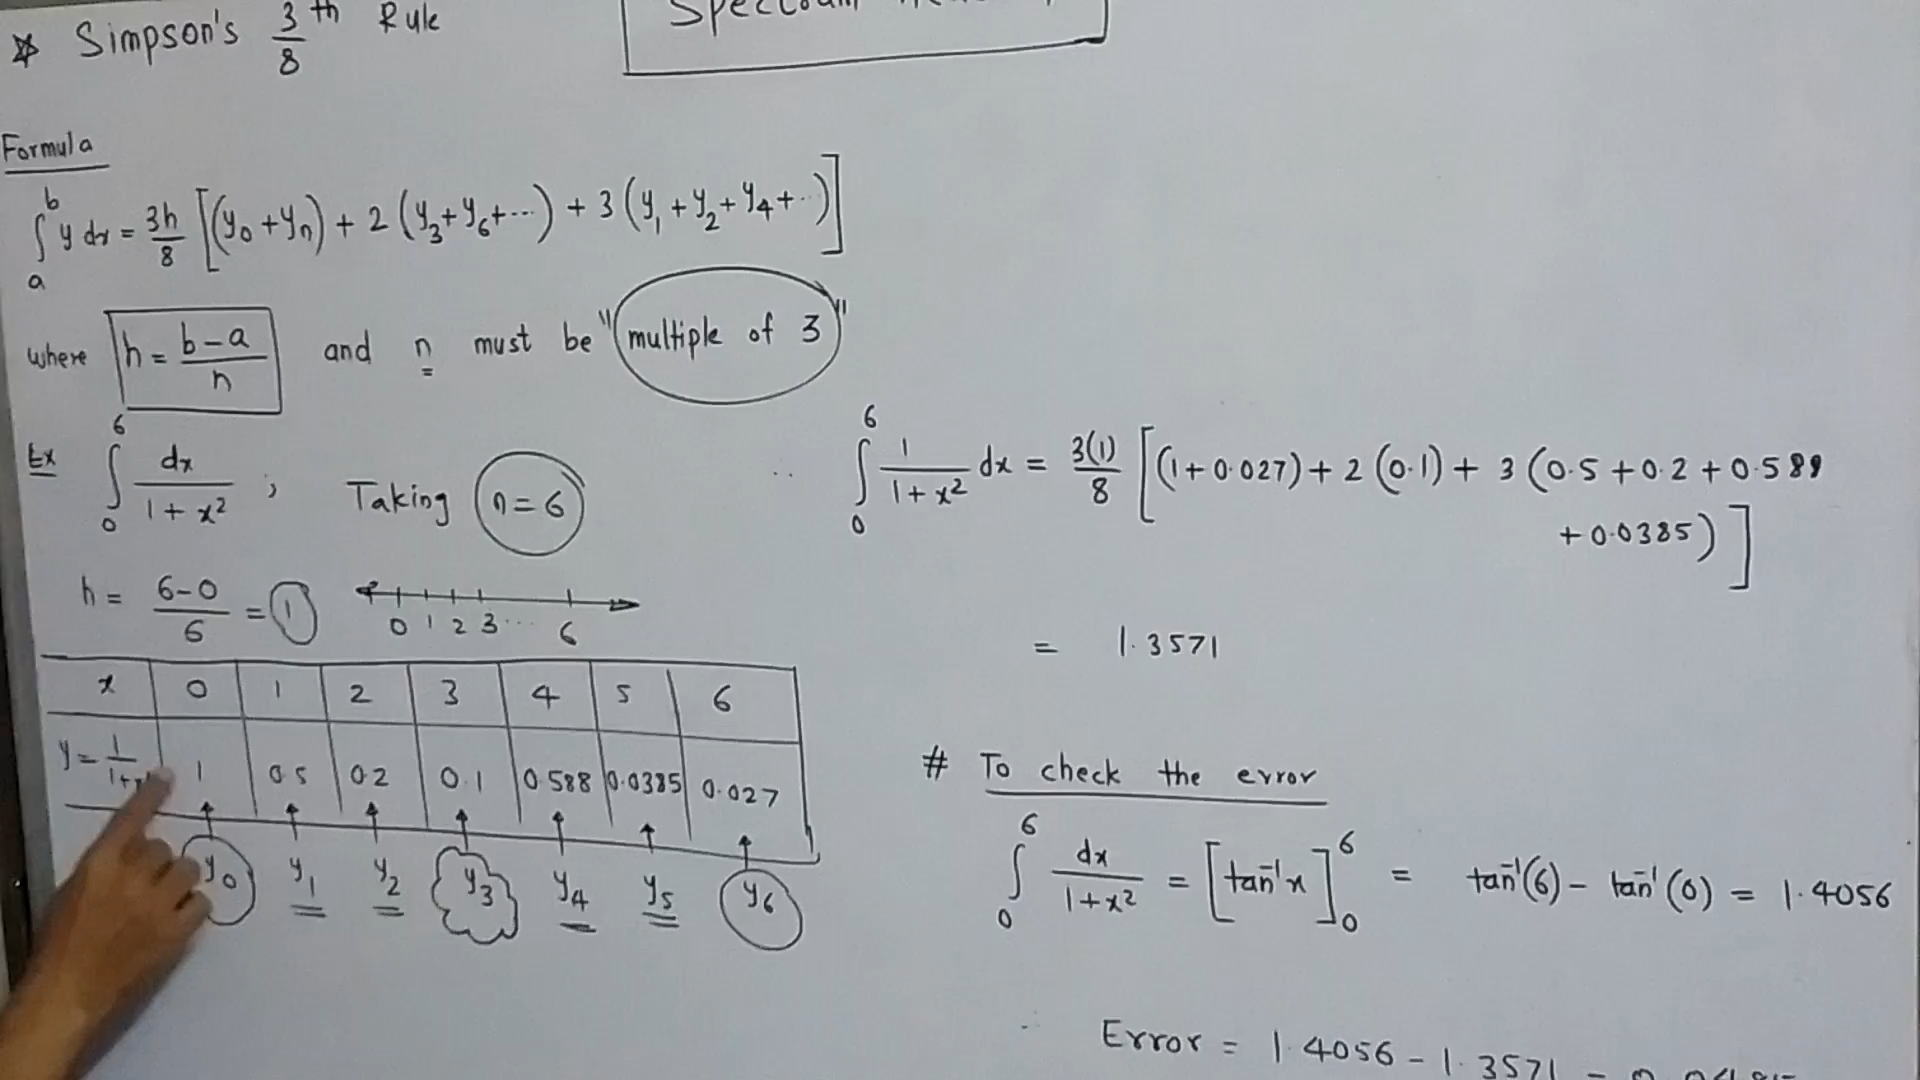 ☆ Simpson's 3/8 th Rule
Formula
∫_a^b y dx = 3h/8 [(y₀ + yₙ) + 2 (y₃ + y₆ + ...) + 3 (y₁ + y₂ + y₄ + ..)]
where h = b-a/n and n must be "multiple of 3"
Ex ∫_0^6 dx/1+x² ; Taking n=6
h = 6-0/6 = 1
0 1 2 3 ... 6
x 0 1 2 3 4 5 6
y = 1/1+x 1 0.5 0.2 0.1 0.588 0.0385 0.027
y₀ y₁ y₂ y₃ y₄ y₅ y₆
∴ ∫_0^6 1/1+x² dx = 3(1)/8 [(1+0.027) + 2 (0.1) + 3 (0.5 + 0.2 + 0.589
+ 0.0385)]
= 1.3571
# To check the error
∫_0^6 dx/1+x² = [tan⁻¹x]_0^6 = tan⁻¹(6) - tan⁻¹(0) = 1.4056
∴ Error = 1.4056 - 1.3571 =